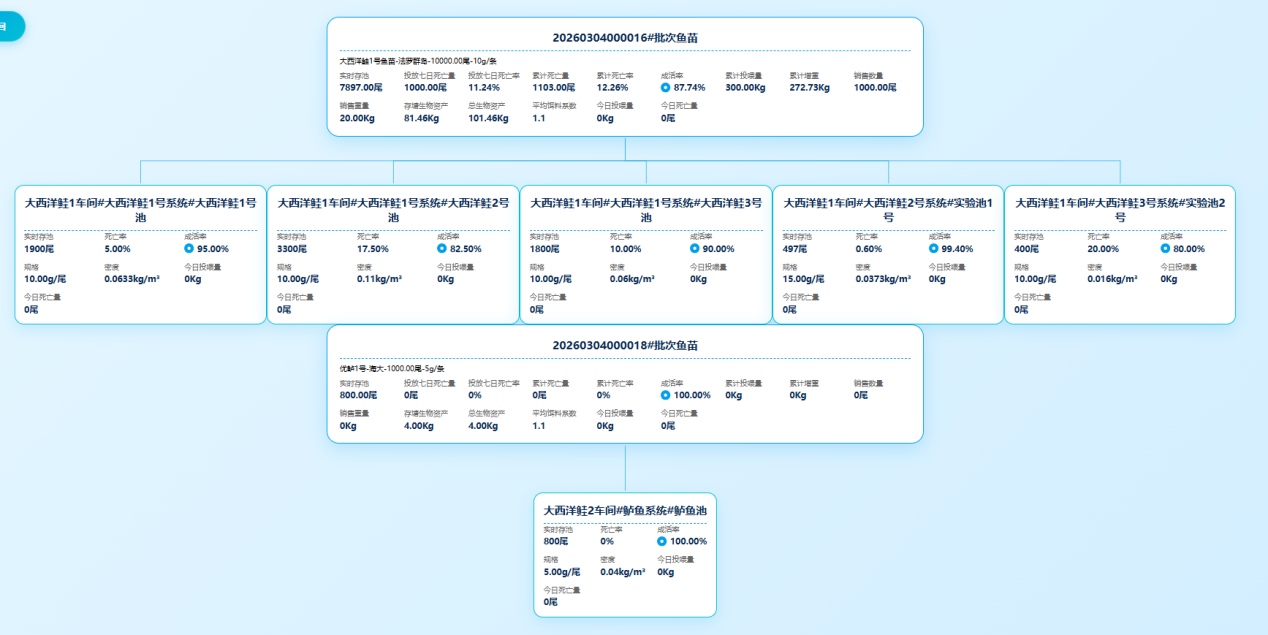 回
20260304000016#批次鱼苗
大西洋鲑1号鱼苗-法罗群岛-10000.00尾-10g/条
实时存池 投放七日死亡量 投放七日死亡率 累计死亡量 累计死亡率 成活率 累计投喂量 累计增重 销售数量
7897.00尾 1000.00尾 11.24% 1103.00尾 12.26% 87.74% 300.00Kg 272.73Kg 1000.00尾
销售重量 存塘生物资产 总生物资产 平均饵料系数 今日投喂量 今日死亡量
20.00Kg 81.46Kg 101.46Kg 1.1 0Kg 0尾
大西洋鲑1车间#大西洋鲑1号系统#大西洋鲑1号
池
实时存池 死亡率 成活率
1900尾 5.00% 95.00%
规格 密度 今日投喂量
10.00g/尾 0.0633kg/m³ 0Kg
今日死亡量
0尾
大西洋鲑1车间#大西洋鲑1号系统#大西洋鲑2号
池
实时存池 死亡率 成活率
3300尾 17.50% 82.50%
规格 密度 今日投喂量
10.00g/尾 0.11kg/m³ 0Kg
今日死亡量
0尾
大西洋鲑1车间#大西洋鲑1号系统#大西洋鲑3号
池
实时存池 死亡率 成活率
1800尾 10.00% 90.00%
规格 密度 今日投喂量
10.00g/尾 0.06kg/m³ 0Kg
今日死亡量
0尾
大西洋鲑1车间#大西洋鲑2号系统#实验池1
号
实时存池 死亡率 成活率
497尾 0.60% 99.40%
规格 密度 今日投喂量
15.00g/尾 0.0373kg/m³ 0Kg
今日死亡量
0尾
大西洋鲑1车间#大西洋鲑3号系统#实验池2
号
实时存池 死亡率 成活率
400尾 20.00% 80.00%
规格 密度 今日投喂量
10.00g/尾 0.016kg/m³ 0Kg
今日死亡量
0尾
20260304000018#批次鱼苗
优鲈1号-海大-1000.00尾-5g/条
实时存池 投放七日死亡量 投放七日死亡率 累计死亡量 累计死亡率 成活率 累计投喂量 累计增重 销售数量
800.00尾 0尾 0% 0尾 0% 100.00% 0Kg 0Kg 0尾
销售重量 存塘生物资产 总生物资产 平均饵料系数 今日投喂量 今日死亡量
0Kg 4.00Kg 4.00Kg 1.1 0Kg 0尾
大西洋鲑2车间#鲈鱼系统#鲈鱼池
实时存池 死亡率 成活率
800尾 0% 100.00%
规格 密度 今日投喂量
5.00g/尾 0.04kg/m³ 0Kg
今日死亡量
0尾